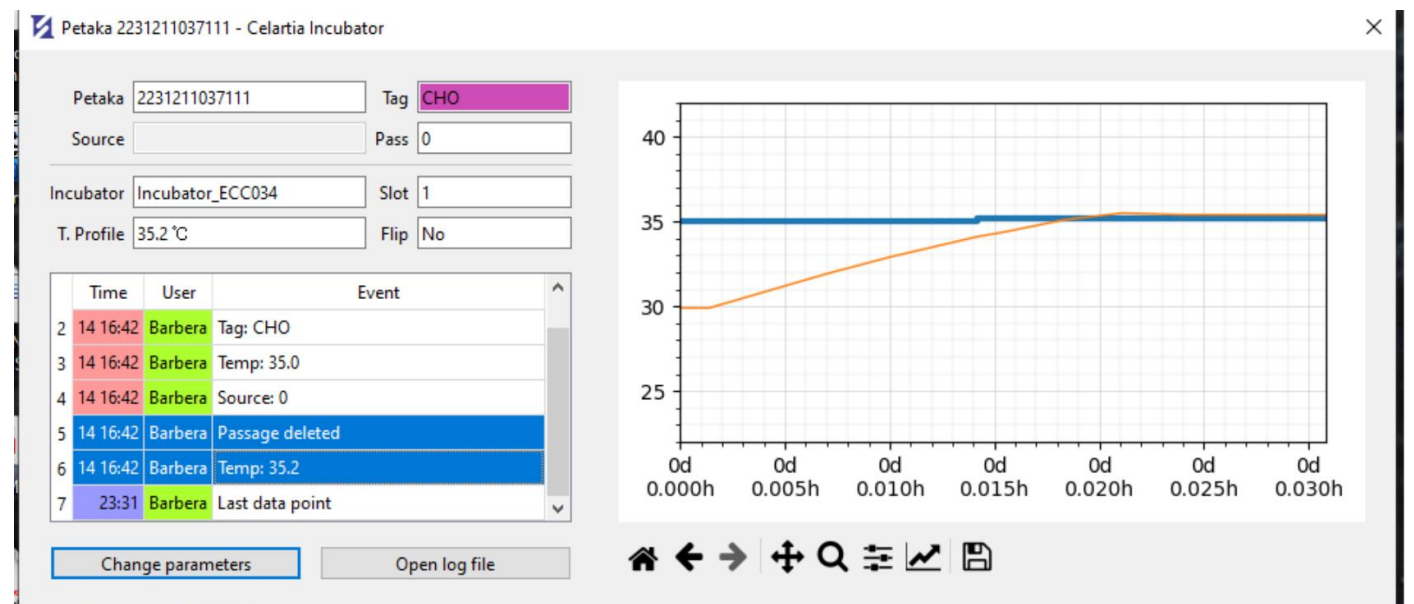 Petaka 2231211037111 - Celartia Incubator
Petaka 2231211037111 Tag CHO
Source Pass 0
Incubator Incubator_ECC034 Slot 1
T. Profile 35.2 °C Flip No
Time User Event
2 14 16:42 Barbera Tag: CHO
3 14 16:42 Barbera Temp: 35.0
4 14 16:42 Barbera Source: 0
5 14 16:42 Barbera Passage deleted
6 14 16:42 Barbera Temp: 35.2
7 23:31 Barbera Last data point
Change parameters Open log file
40
35
30
25
0d 0d 0d 0d 0d 0d 0d
0.000h 0.005h 0.010h 0.015h 0.020h 0.025h 0.030h